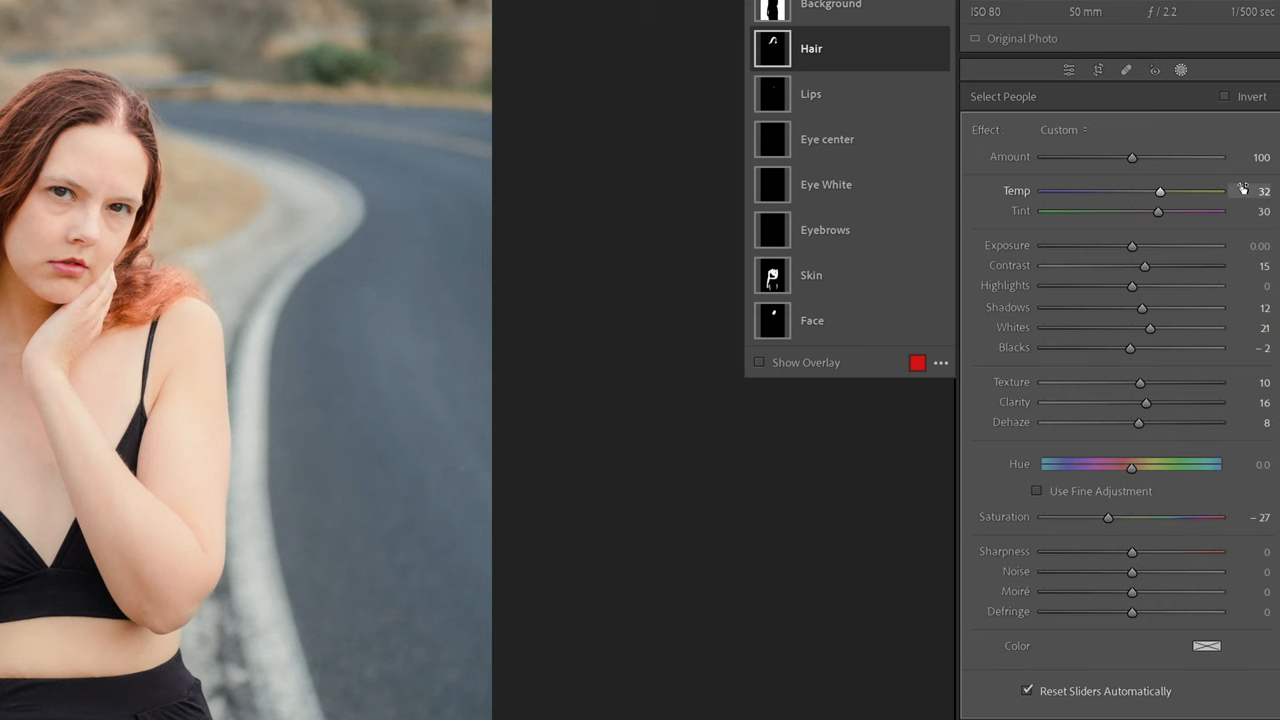 Background
Hair
Lips
Eye center
Eye White
Eyebrows
Skin
Face
Show Overlay
ISO 80 50 mm ƒ / 2.2 1/500 sec
Original Photo
Select People Invert
Effect : Custom
Amount 100
Temp 32
Tint 30
Exposure 0.00
Contrast 15
Highlights 0
Shadows 12
Whites 21
Blacks – 2
Texture 10
Clarity 16
Dehaze 8
Hue 0.0
Use Fine Adjustment
Saturation – 27
Sharpness 0
Noise 0
Moiré 0
Defringe 0
Color
Reset Sliders Automatically